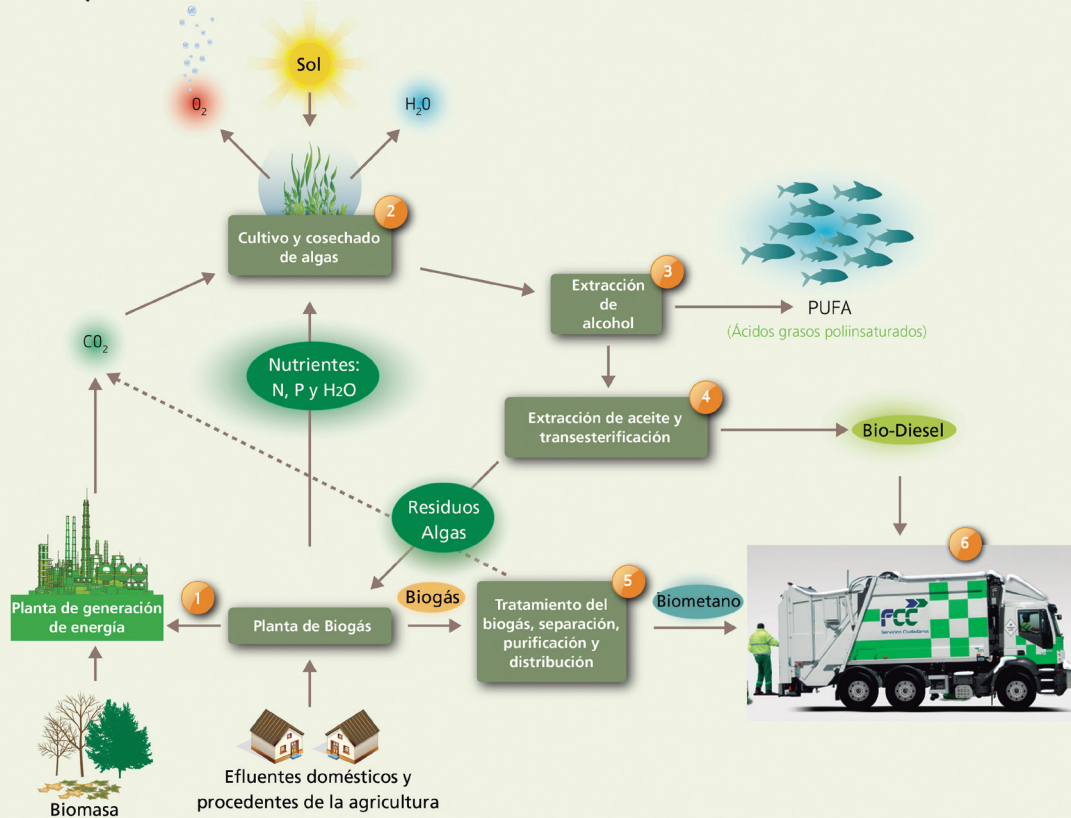 Sol
O₂
H₂O
2
Cultivo y cosechado
de algas
3
Extracción
de
alcohol
PUFA
(Ácidos grasos poliinsaturados)
CO₂
Nutrientes:
N, P y H₂O
4
Extracción de aceite y
transesterificación
Bio-Diesel
Residuos
Algas
6
1
Planta de generación
de energía
Planta de Biogás
Biogás
5
Tratamiento del
biogás, separación,
purificación y
distribución
Biometano
FCC
Servicios Ciudadanos
Efluentes domésticos y
procedentes de la agricultura
Biomasa